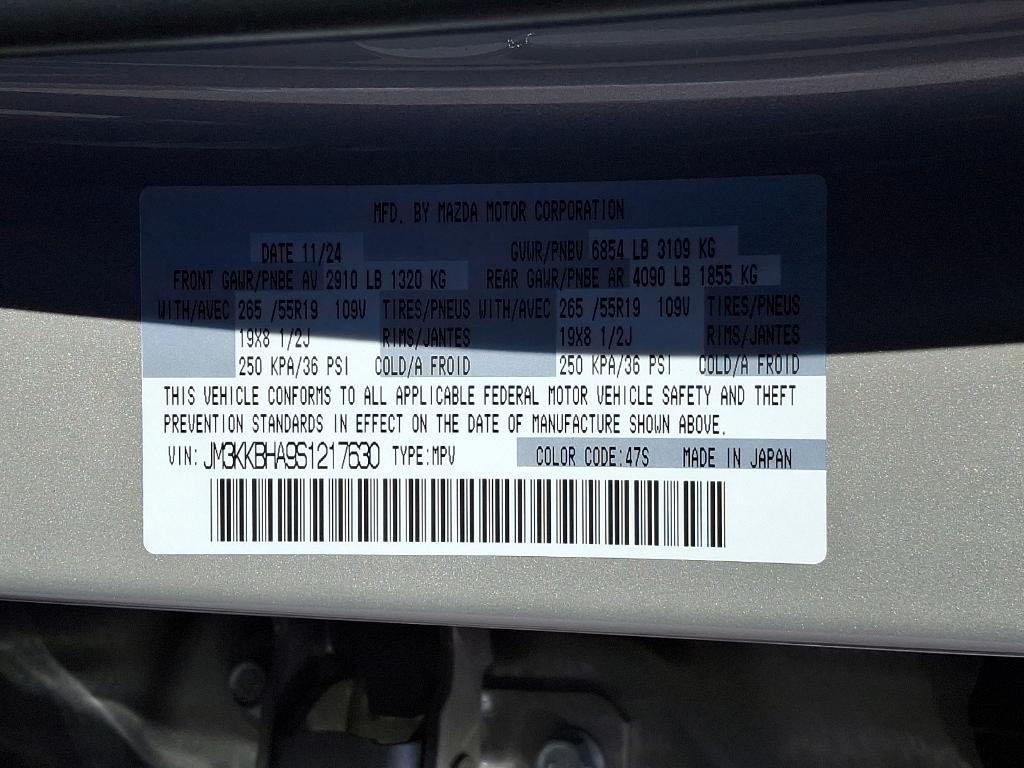 MFD. BY MAZDA MOTOR CORPORATION
DATE 11/24 GVWR/PNBV 6854 LB 3109 KG
FRONT GAWR/PNBE AV 2910 LB 1320 KG REAR GAWR/PNBE AR 4090 LB 1855 KG
WITH/AVEC 265 /55R19 109V TIRES/PNEUS WITH/AVEC 265 /55R19 109V TIRES/PNEUS
19X8 1/2J RIMS/JANTES 19X8 1/2J RIMS/JANTES
250 KPA/36 PSI COLD/A FROID 250 KPA/36 PSI COLD/A FROID
THIS VEHICLE CONFORMS TO ALL APPLICABLE FEDERAL MOTOR VEHICLE SAFETY AND THEFT
PREVENTION STANDARDS IN EFFECT ON THE DATE OF MANUFACTURE SHOWN ABOVE.
VIN: JM3KKBHA9S1217630 TYPE:MPV COLOR CODE:47S MADE IN JAPAN